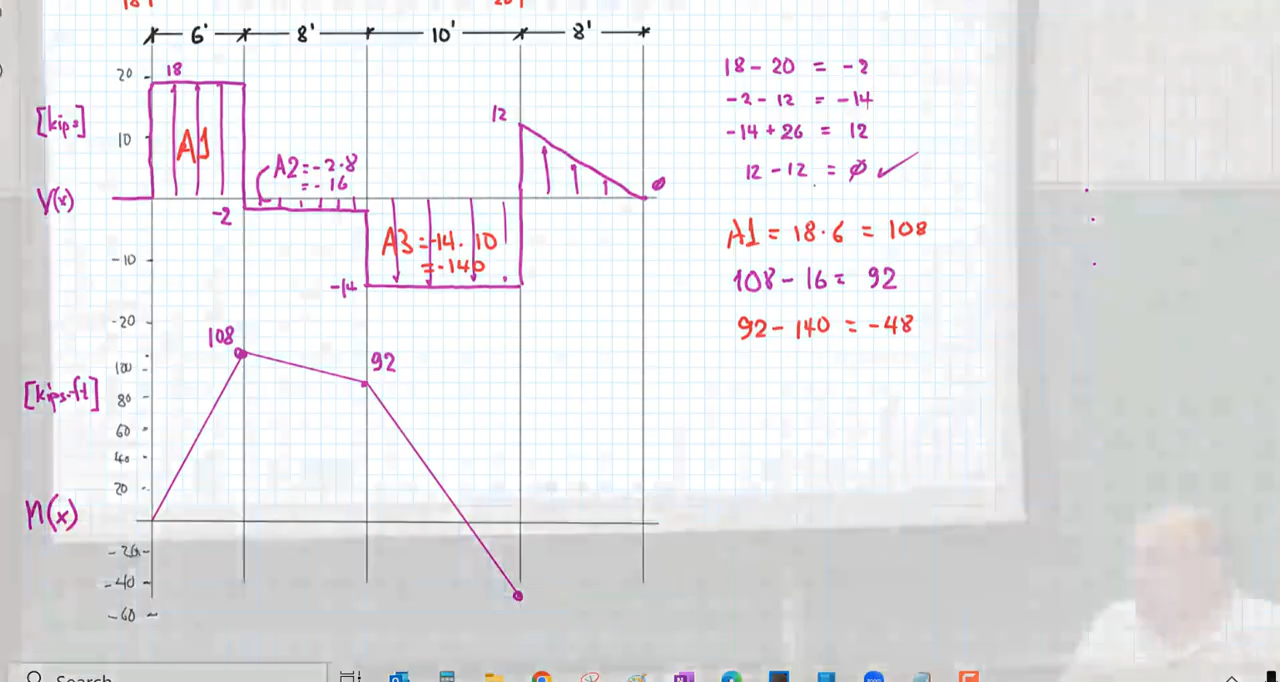 6' 8' 10' 8'
20 18
[kips] 10 A1
12
A2=-2·8
=-16
V(x) -2 0
A3=-14·10
=-140
-10
-14
-20
18-20 = -2
-2-12 = -14
-14+26 = 12
12-12 = 0 ✓
A1 = 18·6 = 108
108-16= 92
92-140 = -48
108
92
[kips-ft] 100
80
60
40
20
M(x)
-20
-40
-60
Search